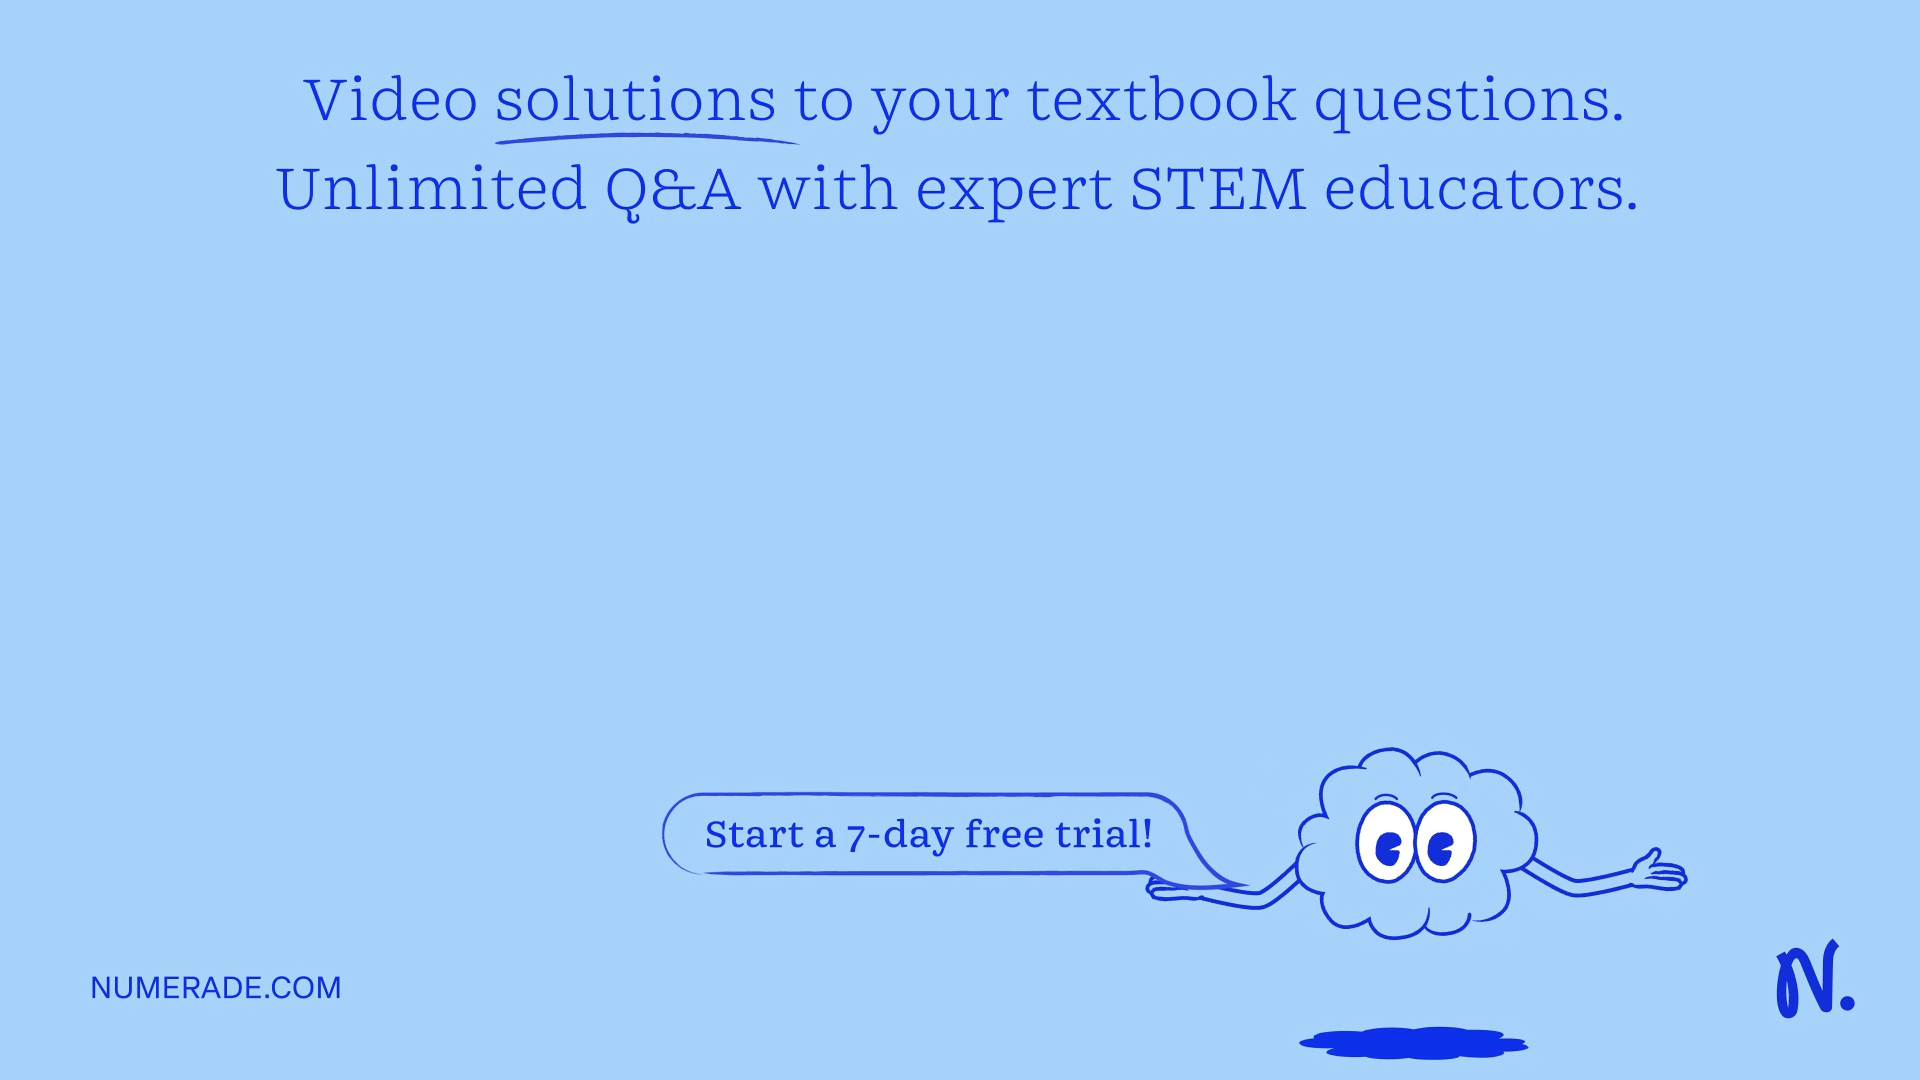 Video solutions to your textbook questions.
Unlimited Q&A with expert STEM educators.
Start a 7-day free trial!
NUMERADE.COM
N.